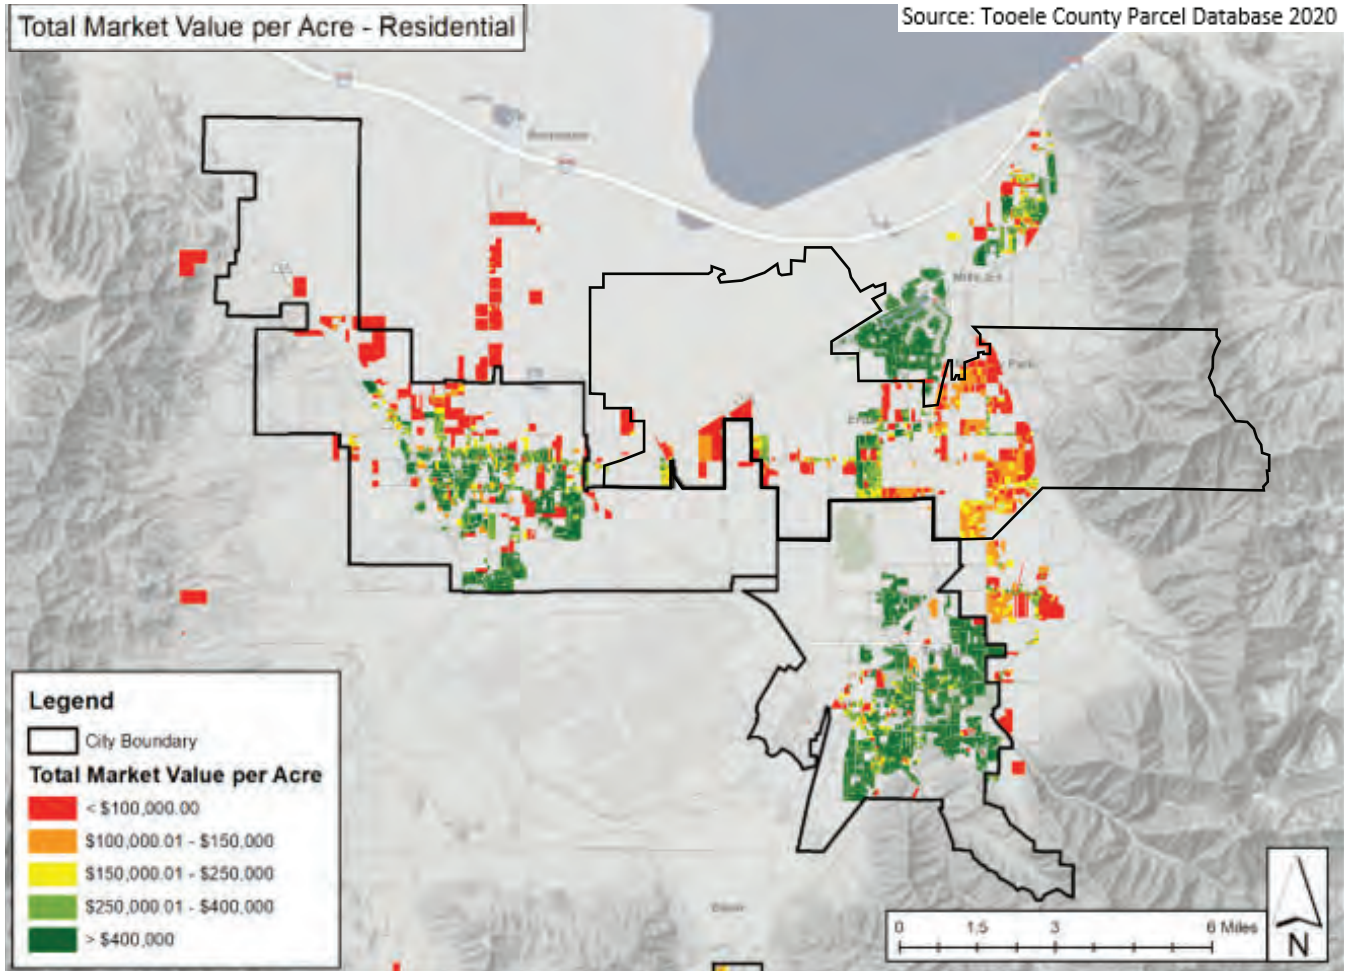 Total Market Value per Acre - Residential
Source: Tooele County Parcel Database 2020
Park
Legend
City Boundary
Total Market Value per Acre
< $100,000.00
$100,000.01 - $150,000
$150,000.01 - $250,000
$250,000.01 - $400,000
> $400,000
0 1.5 3 6 Miles
N